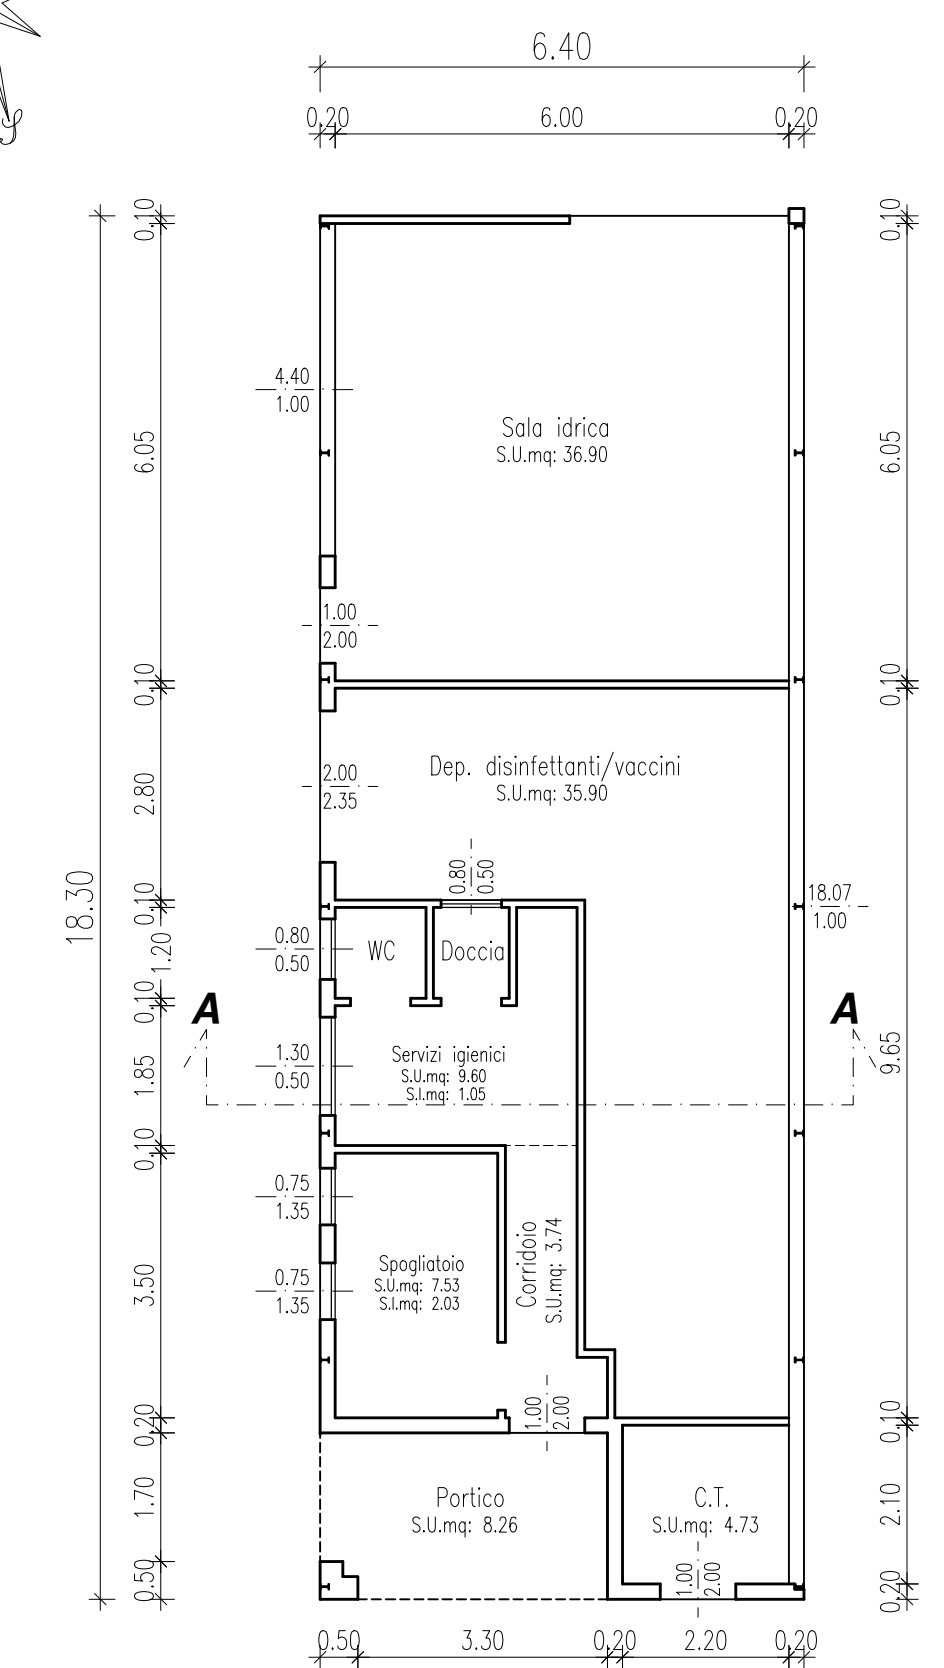 S
6.40
0.20 6.00 0.20
0.10
0.10
4.40
1.00
6.05
Sala idrica
S.U.mq: 36.90
6.05
1.00
2.00
0.10
0.10
Dep. disinfettanti/vaccini
S.U.mq: 35.90
2.00
2.35
2.80
18.30
0.80
0.50
0.10
18.07
1.00
0.80
0.50
WC
Doccia
1.20
0.10
A
A
Servizi igienici
S.U.mq: 9.60
S.I.mq: 1.05
1.30
0.50
1.85
9.65
0.10
0.75
1.35
Corridoio
S.U.mq: 3.74
Spogliatoio
S.U.mq: 7.53
S.I.mq: 2.03
0.75
1.35
3.50
1.00
2.00
0.20
0.10
Portico
S.U.mq: 8.26
C.T.
S.U.mq: 4.73
1.70
2.10
1.00
2.00
0.50
0.20
0.50 3.30 0.20 2.20 0.20